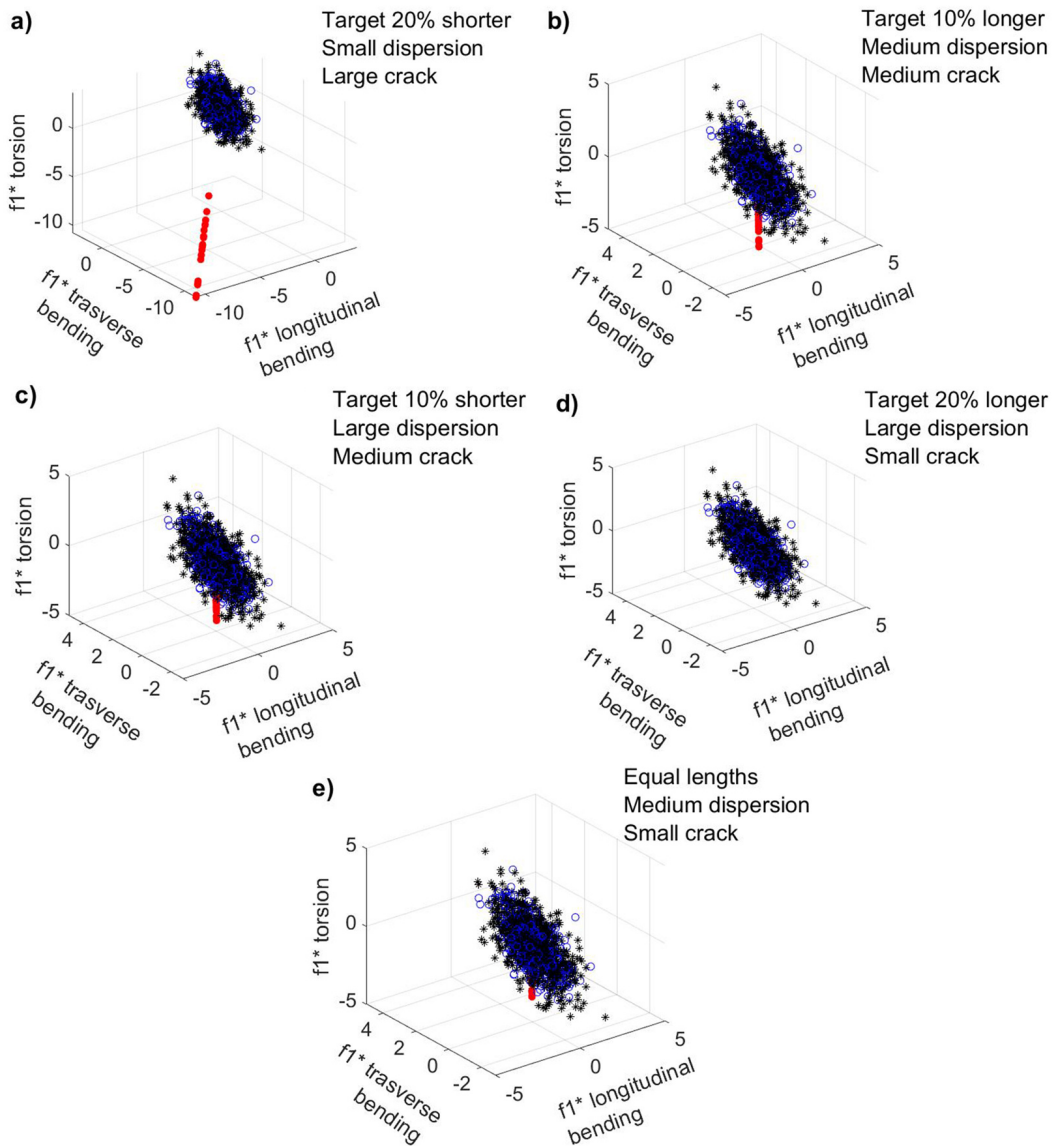 a)
Target 20% shorter
Small dispersion
Large crack
f1* torsion
0
-5
-10
0
-5
-10
f1* trasverse
bending
-10
-5
0
f1* longitudinal
bending
b)
Target 10% longer
Medium dispersion
Medium crack
f1* torsion
5
0
-5
4
2
0
-2
f1* trasverse
bending
-5
0
5
f1* longitudinal
bending
c)
Target 10% shorter
Large dispersion
Medium crack
f1* torsion
5
0
-5
4
2
0
-2
f1* trasverse
bending
-5
0
5
f1* longitudinal
bending
d)
Target 20% longer
Large dispersion
Small crack
f1* torsion
5
0
-5
4
2
0
-2
f1* trasverse
bending
-5
0
5
f1* longitudinal
bending
e)
Equal lengths
Medium dispersion
Small crack
f1* torsion
5
0
-5
4
2
0
-2
f1* trasverse
bending
-5
0
5
f1* longitudinal
bending